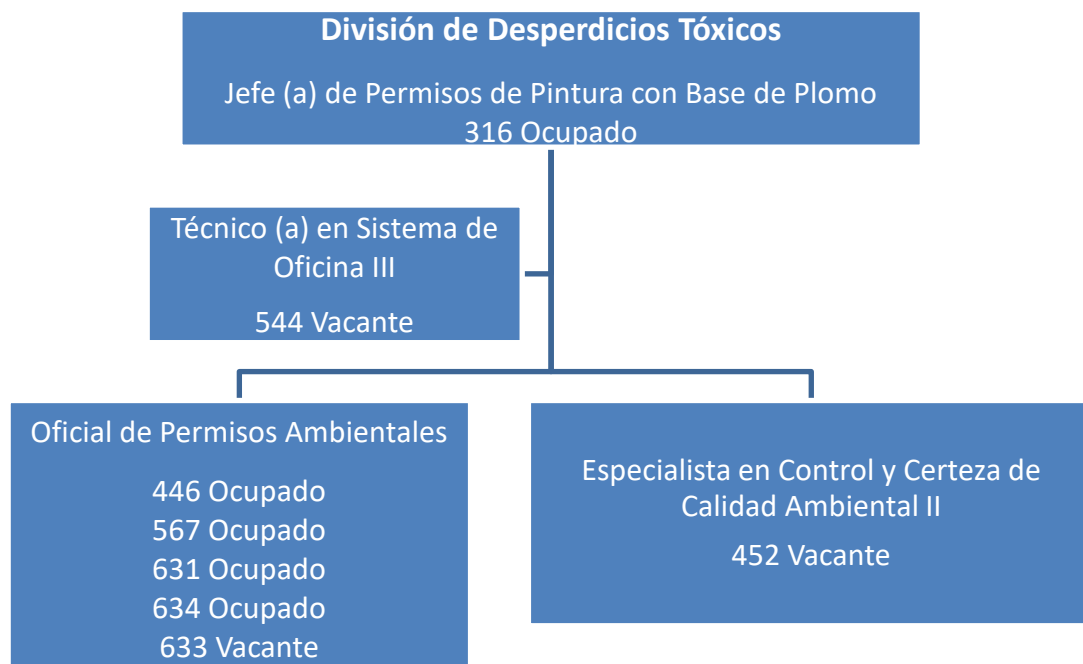 División de Desperdicios Tóxicos
Jefe (a) de Permisos de Pintura con Base de Plomo
316 Ocupado
Técnico (a) en Sistema de
Oficina III
544 Vacante
Oficial de Permisos Ambientales
446 Ocupado
567 Ocupado
631 Ocupado
634 Ocupado
633 Vacante
Especialista en Control y Certeza de
Calidad Ambiental II
452 Vacante